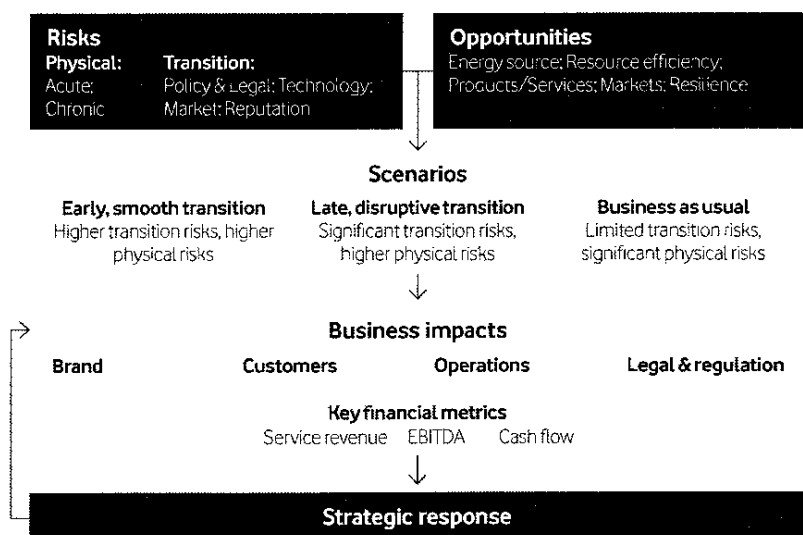 Risks
Physical: Transition:
Acute; Policy & Legal; Technology;
Chronic Market; Reputation
Opportunities
Energy source; Resource efficiency;
Products/Services; Markets; Resilience
Scenarios
Early, smooth transition
Higher transition risks, higher
physical risks
Late, disruptive transition
Significant transition risks,
higher physical risks
Business as usual
Limited transition risks,
significant physical risks
Business impacts
Brand Customers Operations Legal & regulation
Key financial metrics
Service revenue EBITDA Cash flow
Strategic response